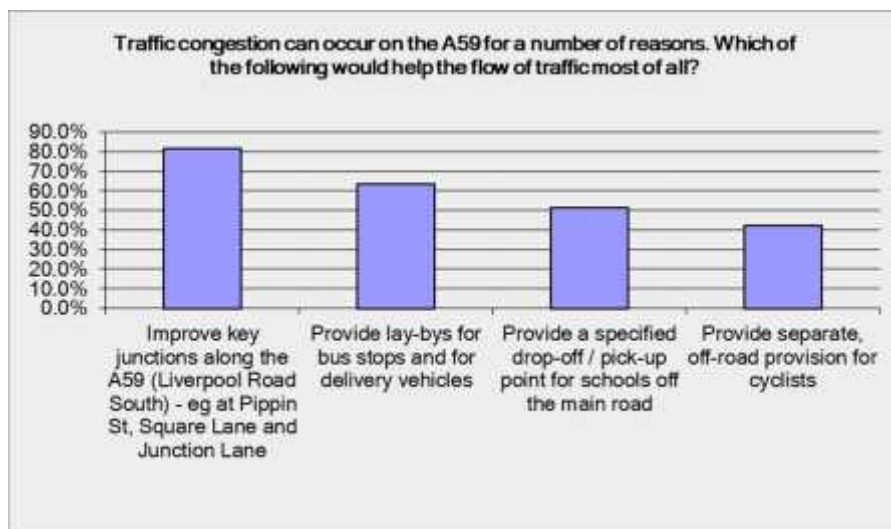 Traffic congestion can occur on the A59 for a number of reasons. Which of
the following would help the flow of traffic most of all?
90.0%
80.0%
70.0%
60.0%
50.0%
40.0%
30.0%
20.0%
10.0%
0.0%
Improve key
junctions along the
A59 (Liverpool Road
South) - eg at Pippin
St, Square Lane and
Junction Lane
Provide lay-bys for
bus stops and for
delivery vehicles
Provide a specified
drop-off / pick-up
point for schools off
the main road
Provide separate,
off-road provision for
cyclists